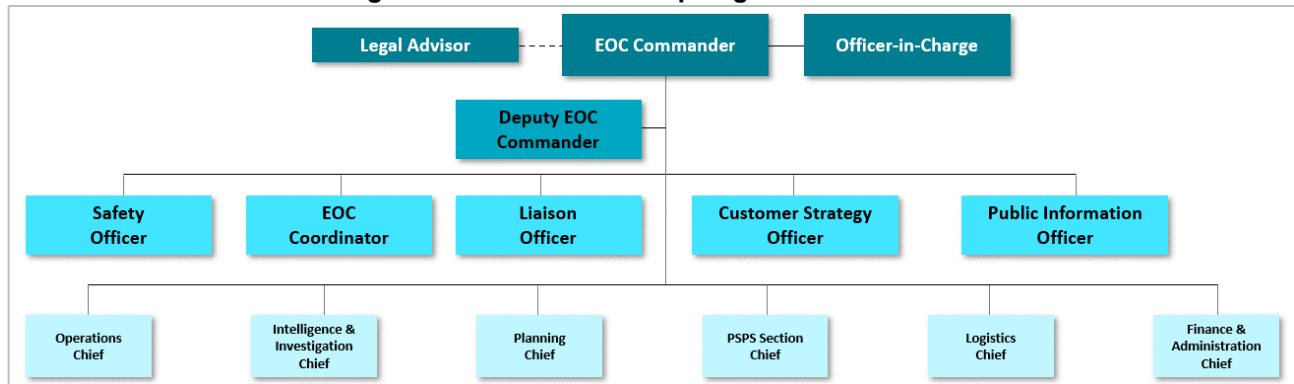 Legal Advisor
EOC Commander
Officer-in-Charge
Deputy EOC
Commander
Safety
Officer
EOC
Coordinator
Liaison
Officer
Customer Strategy
Officer
Public Information
Officer
Operations
Chief
Intelligence &
Investigation
Chief
Planning
Chief
PSPS Section
Chief
Logistics
Chief
Finance &
Administration
Chief